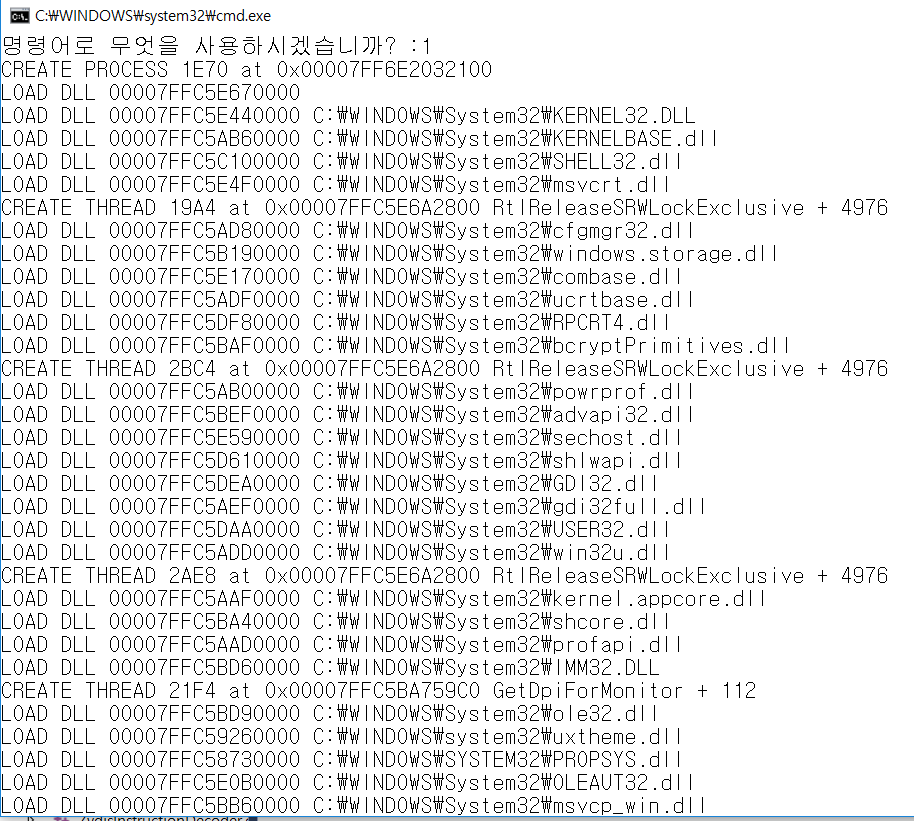 C:₩WINDOWS₩system32₩cmd.exe
명령어로 무엇을 사용하시겠습니까? :1
CREATE PROCESS 1E70 at 0x00007FF6E2032100
LOAD DLL 00007FFC5E670000
LOAD DLL 00007FFC5E440000 C:₩WINDOWS₩System32₩KERNEL32.DLL
LOAD DLL 00007FFC5AB60000 C:₩WINDOWS₩System32₩KERNELBASE.dll
LOAD DLL 00007FFC5C100000 C:₩WINDOWS₩System32₩SHELL32.dll
LOAD DLL 00007FFC5E4F0000 C:₩WINDOWS₩System32₩msvcrt.dll
CREATE THREAD 19A4 at 0x00007FFC5E6A2800 RtlReleaseSRWLockExclusive + 4976
LOAD DLL 00007FFC5AD80000 C:₩WINDOWS₩System32₩cfgmgr32.dll
LOAD DLL 00007FFC5B190000 C:₩WINDOWS₩System32₩windows.storage.dll
LOAD DLL 00007FFC5E170000 C:₩WINDOWS₩System32₩combase.dll
LOAD DLL 00007FFC5ADF0000 C:₩WINDOWS₩System32₩ucrtbase.dll
LOAD DLL 00007FFC5DF80000 C:₩WINDOWS₩System32₩RPCRT4.dll
LOAD DLL 00007FFC5BAF0000 C:₩WINDOWS₩System32₩bcryptPrimitives.dll
CREATE THREAD 2BC4 at 0x00007FFC5E6A2800 RtlReleaseSRWLockExclusive + 4976
LOAD DLL 00007FFC5AB00000 C:₩WINDOWS₩System32₩powrprof.dll
LOAD DLL 00007FFC5BEF0000 C:₩WINDOWS₩System32₩advapi32.dll
LOAD DLL 00007FFC5E590000 C:₩WINDOWS₩System32₩sechost.dll
LOAD DLL 00007FFC5D610000 C:₩WINDOWS₩System32₩shlwapi.dll
LOAD DLL 00007FFC5DEA0000 C:₩WINDOWS₩System32₩GDI32.dll
LOAD DLL 00007FFC5AEF0000 C:₩WINDOWS₩System32₩gdi32full.dll
LOAD DLL 00007FFC5DAA0000 C:₩WINDOWS₩System32₩USER32.dll
LOAD DLL 00007FFC5ADD0000 C:₩WINDOWS₩System32₩win32u.dll
CREATE THREAD 2AE8 at 0x00007FFC5E6A2800 RtlReleaseSRWLockExclusive + 4976
LOAD DLL 00007FFC5AAF0000 C:₩WINDOWS₩System32₩kernel.appcore.dll
LOAD DLL 00007FFC5BA40000 C:₩WINDOWS₩System32₩shcore.dll
LOAD DLL 00007FFC5AAD0000 C:₩WINDOWS₩System32₩profapi.dll
LOAD DLL 00007FFC5BD60000 C:₩WINDOWS₩System32₩IMM32.DLL
CREATE THREAD 21F4 at 0x00007FFC5BA759C0 GetDpiForMonitor + 112
LOAD DLL 00007FFC5BD90000 C:₩WINDOWS₩System32₩ole32.dll
LOAD DLL 00007FFC59260000 C:₩WINDOWS₩system32₩uxtheme.dll
LOAD DLL 00007FFC58730000 C:₩WINDOWS₩SYSTEM32₩PROPSYS.dll
LOAD DLL 00007FFC5E0B0000 C:₩WINDOWS₩System32₩OLEAUT32.dll
LOAD DLL 00007FFC5BB60000 C:₩WINDOWS₩System32₩msvcp_win.dll
ZydisInstructionDecoder